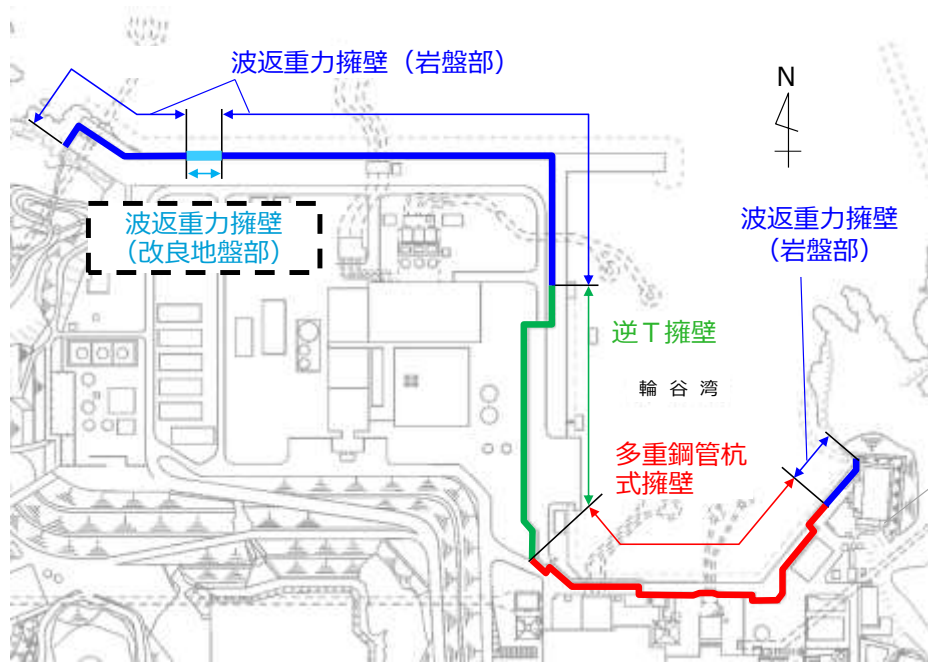 波返重力擁壁（岩盤部）
N
波返重力擁壁
（改良地盤部）
波返重力擁壁
（岩盤部）
逆Ｔ擁壁
輪谷湾
多重鋼管杭
式擁壁